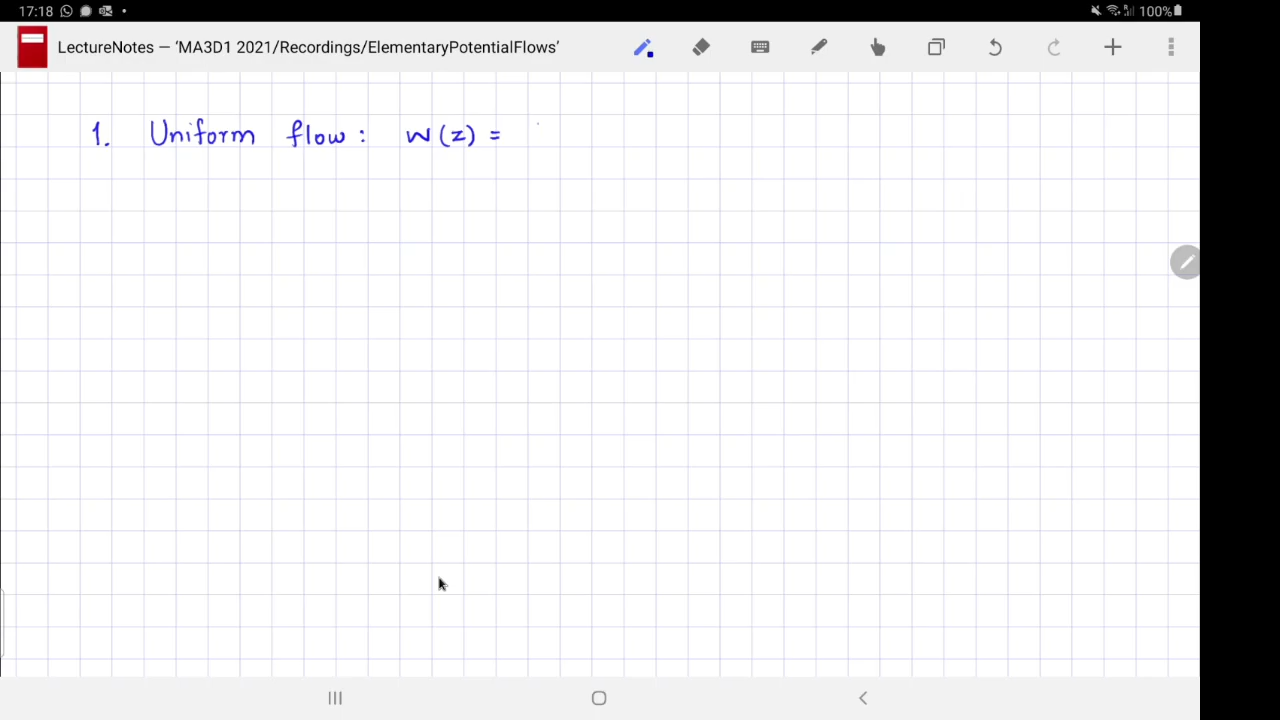 17:18 100%
LectureNotes — ‘MA3D1 2021/Recordings/ElementaryPotentialFlows’
1. Uniform flow: w(z) =